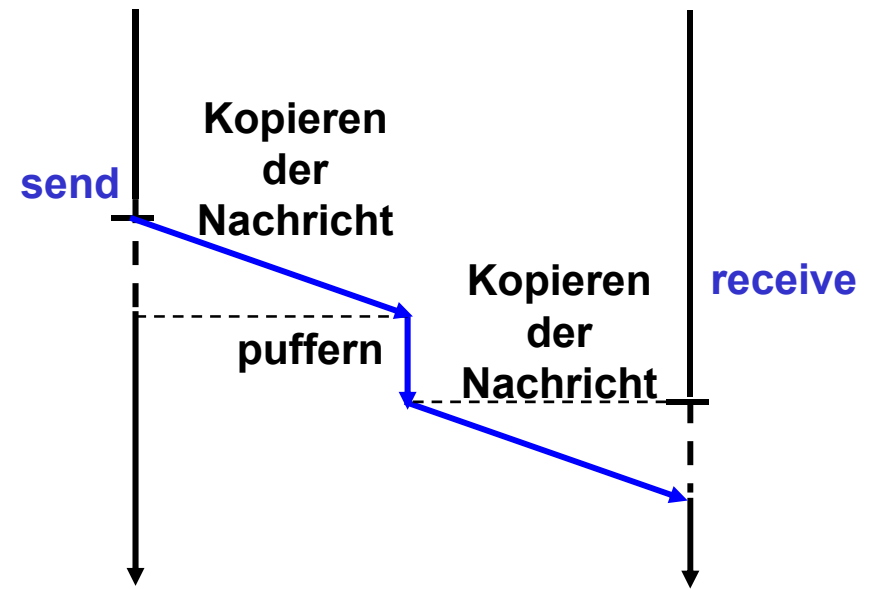 send
Kopieren
der
Nachricht
puffern
Kopieren
der
Nachricht
receive